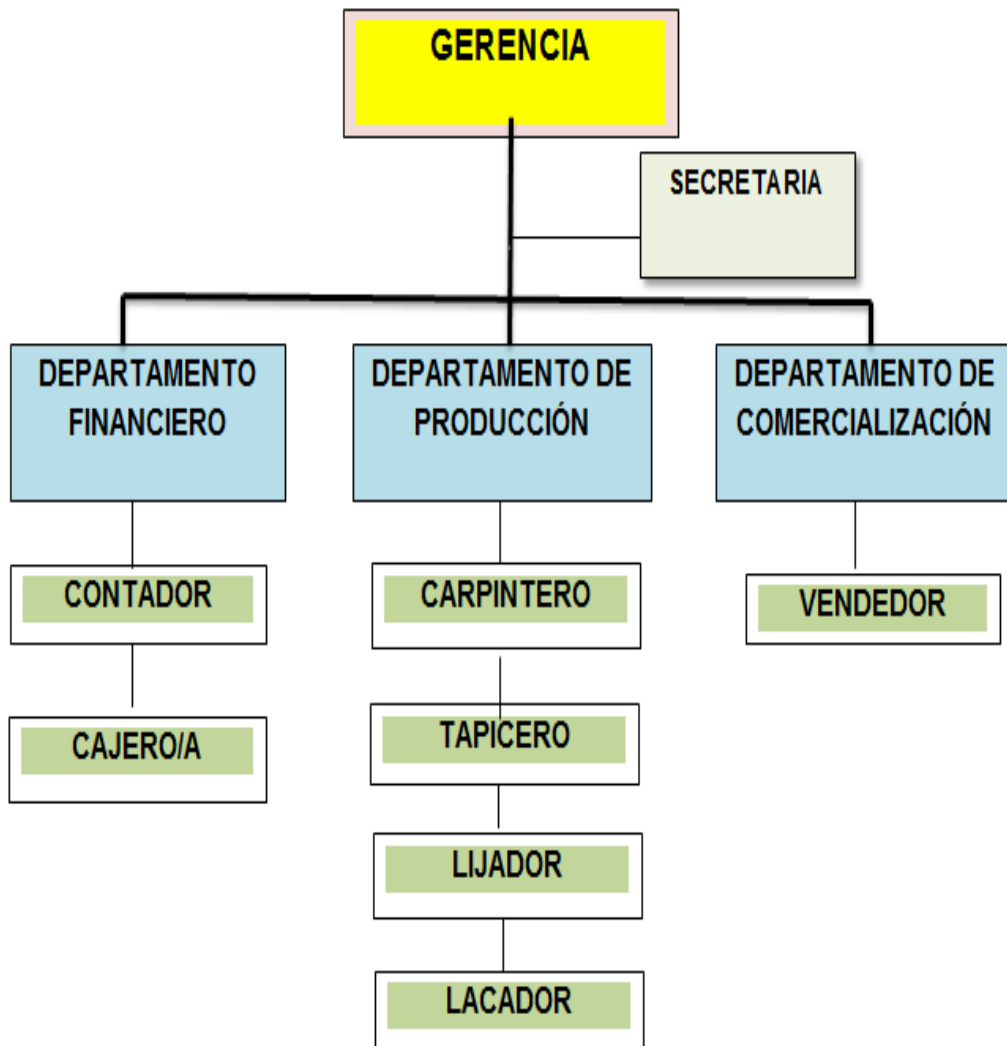 GERENCIA
SECRETARIA
DEPARTAMENTO
FINANCIERO
DEPARTAMENTO DE
PRODUCCIÓN
DEPARTAMENTO DE
COMERCIALIZACIÓN
CONTADOR
CARPINTERO
VENDEDOR
CAJERO/A
TAPICERO
LIJADOR
LACADOR